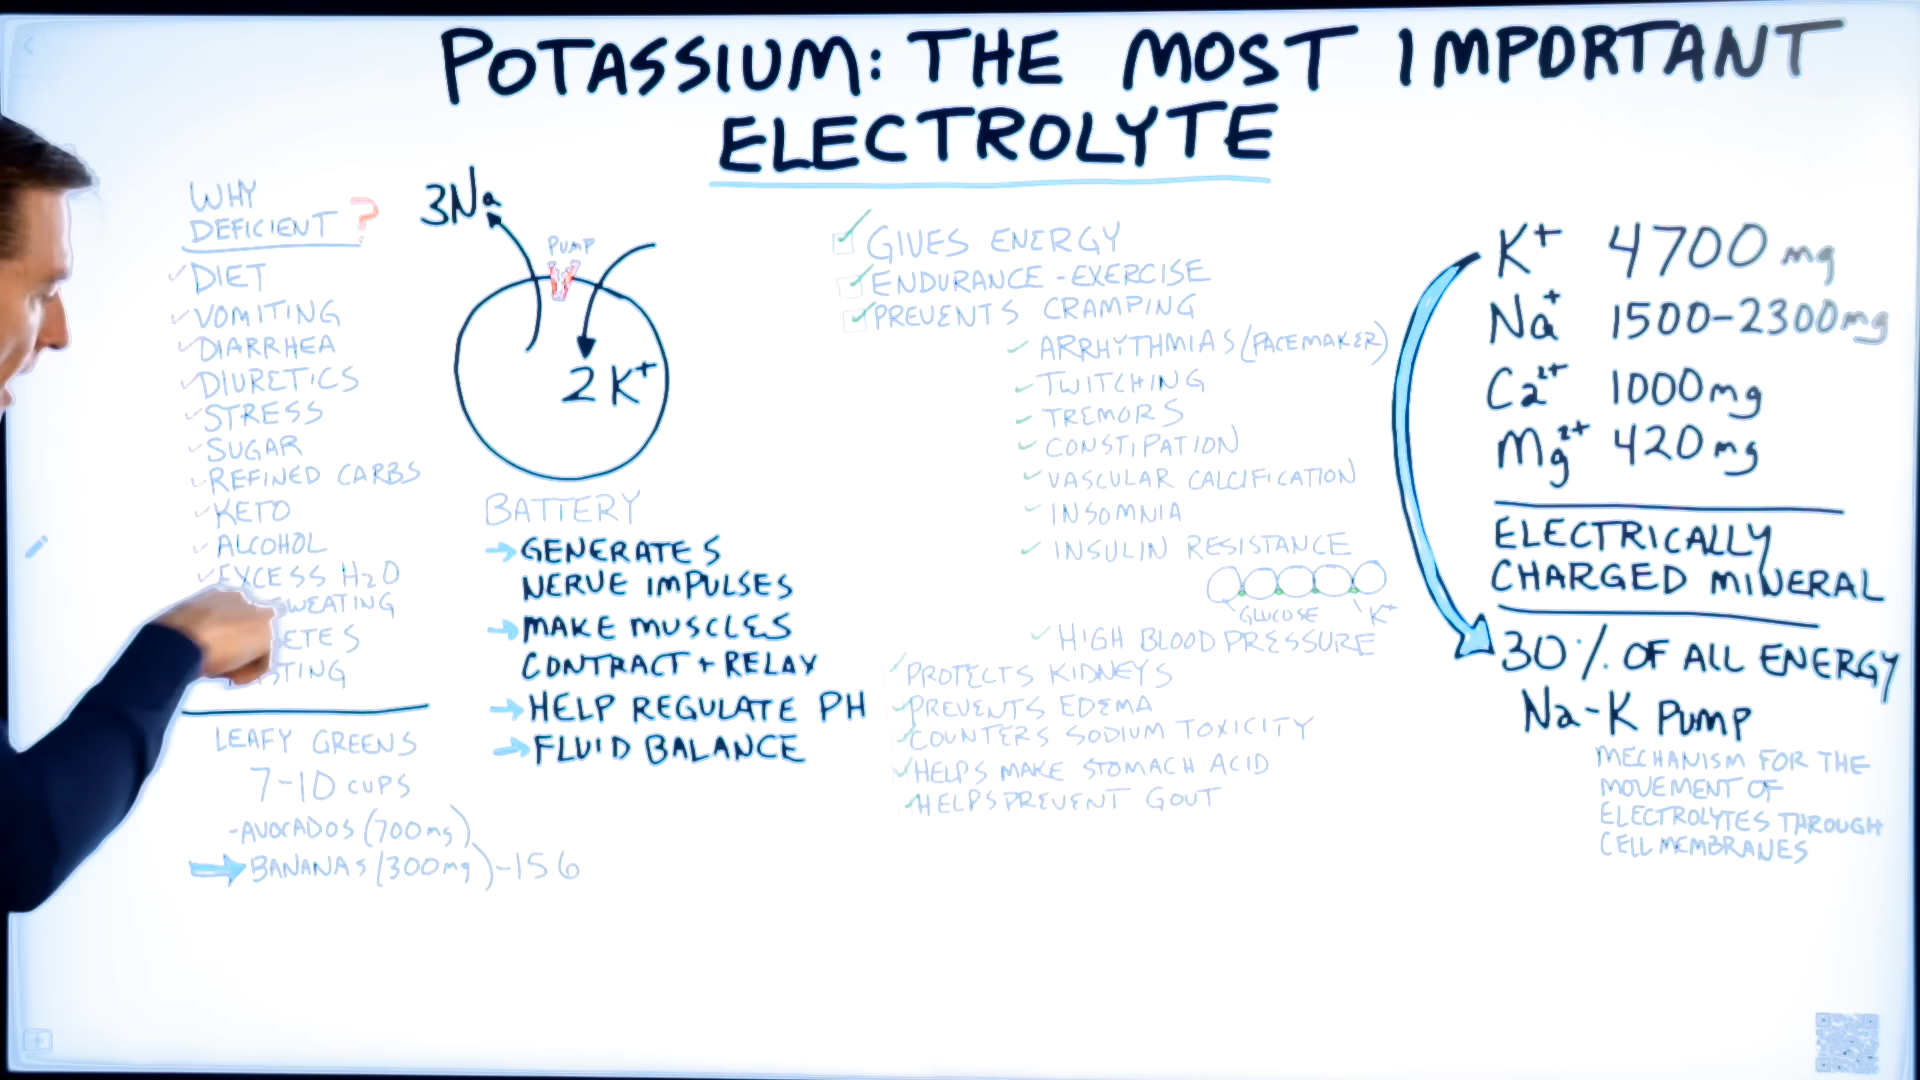 POTASSIUM: THE MOST IMPORTANT
ELECTROLYTE
WHY
DEFICIENT ?
DIET
VOMITING
DIARRHEA
DIURETICS
STRESS
SUGAR
REFINED CARBS
KETO
ALCOHOL
EXCESS H2O
SWEATING
LEAFY GREENS
7-10 CUPS
-AVOCADOS (700mg)
BANANAS (300mg)-15.6
3Na
PUMP
2 K+
BATTERY
→ GENERATES
NERVE IMPULSES
→ MAKE MUSCLES
CONTRACT + RELAY
→ HELP REGULATE PH
→ FLUID BALANCE
GIVES ENERGY
ENDURANCE-EXERCISE
PREVENTS CRAMPING
ARRHYTHMIAS (PACEMAKER)
TWITCHING
TREMORS
CONSTIPATION
VASCULAR CALCIFICATION
INSOMNIA
INSULIN RESISTANCE
GLUCOSE K+
HIGH BLOOD PRESSURE
PROTECTS KIDNEYS
PREVENTS EDEMA
COUNTERS SODIUM TOXICITY
HELPS MAKE STOMACH ACID
HELPS PREVENT GOUT
K+ 4700 mg
Na+ 1500-2300mg
Ca2+ 1000mg
Mg2+ 420 mg
ELECTRICALLY
CHARGED MINERAL
30% OF ALL ENERGY
Na-K PUMP
MECHANISM FOR THE
MOVEMENT OF
ELECTROLYTES THROUGH
CELL MEMBRANES